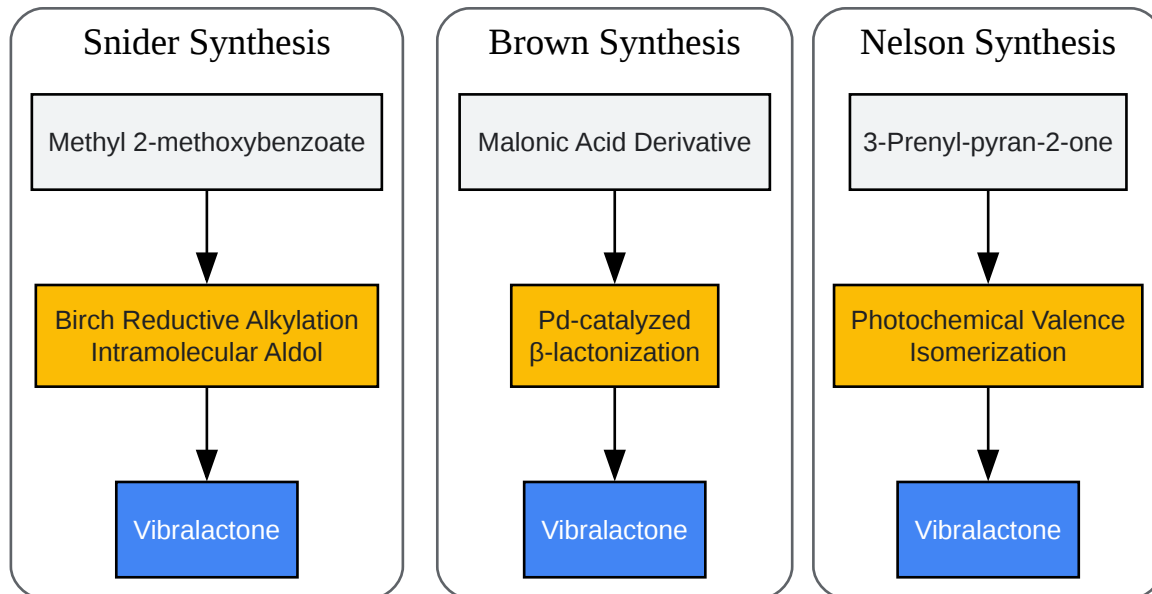 Snider Synthesis
Methyl 2-methoxybenzoate
Birch Reductive Alkylation
Intramolecular Aldol
Vibralactone
Brown Synthesis
Malonic Acid Derivative
Pd-catalyzed
β-lactonization
Vibralactone
Nelson Synthesis
3-Prenyl-pyran-2-one
Photochemical Valence
Isomerization
Vibralactone